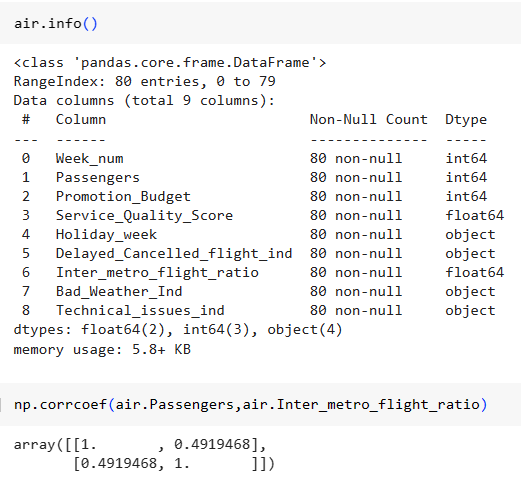 air.info()
<class 'pandas.core.frame.DataFrame'>
RangeIndex: 80 entries, 0 to 79
Data columns (total 9 columns):
 #   Column                        Non-Null Count  Dtype
---  ------                        --------------  -----
 0   Week_num                      80 non-null     int64
 1   Passengers                    80 non-null     int64
 2   Promotion_Budget              80 non-null     int64
 3   Service_Quality_Score         80 non-null     float64
 4   Holiday_week                  80 non-null     object
 5   Delayed_Cancelled_flight_ind  80 non-null     object
 6   Inter_metro_flight_ratio      80 non-null     float64
 7   Bad_Weather_Ind               80 non-null     object
 8   Technical_issues_ind          80 non-null     object
dtypes: float64(2), int64(3), object(4)
memory usage: 5.8+ KB
np.corrcoef(air.Passengers,air.Inter_metro_flight_ratio)
array([[1.       , 0.4919468],
       [0.4919468, 1.       ]])